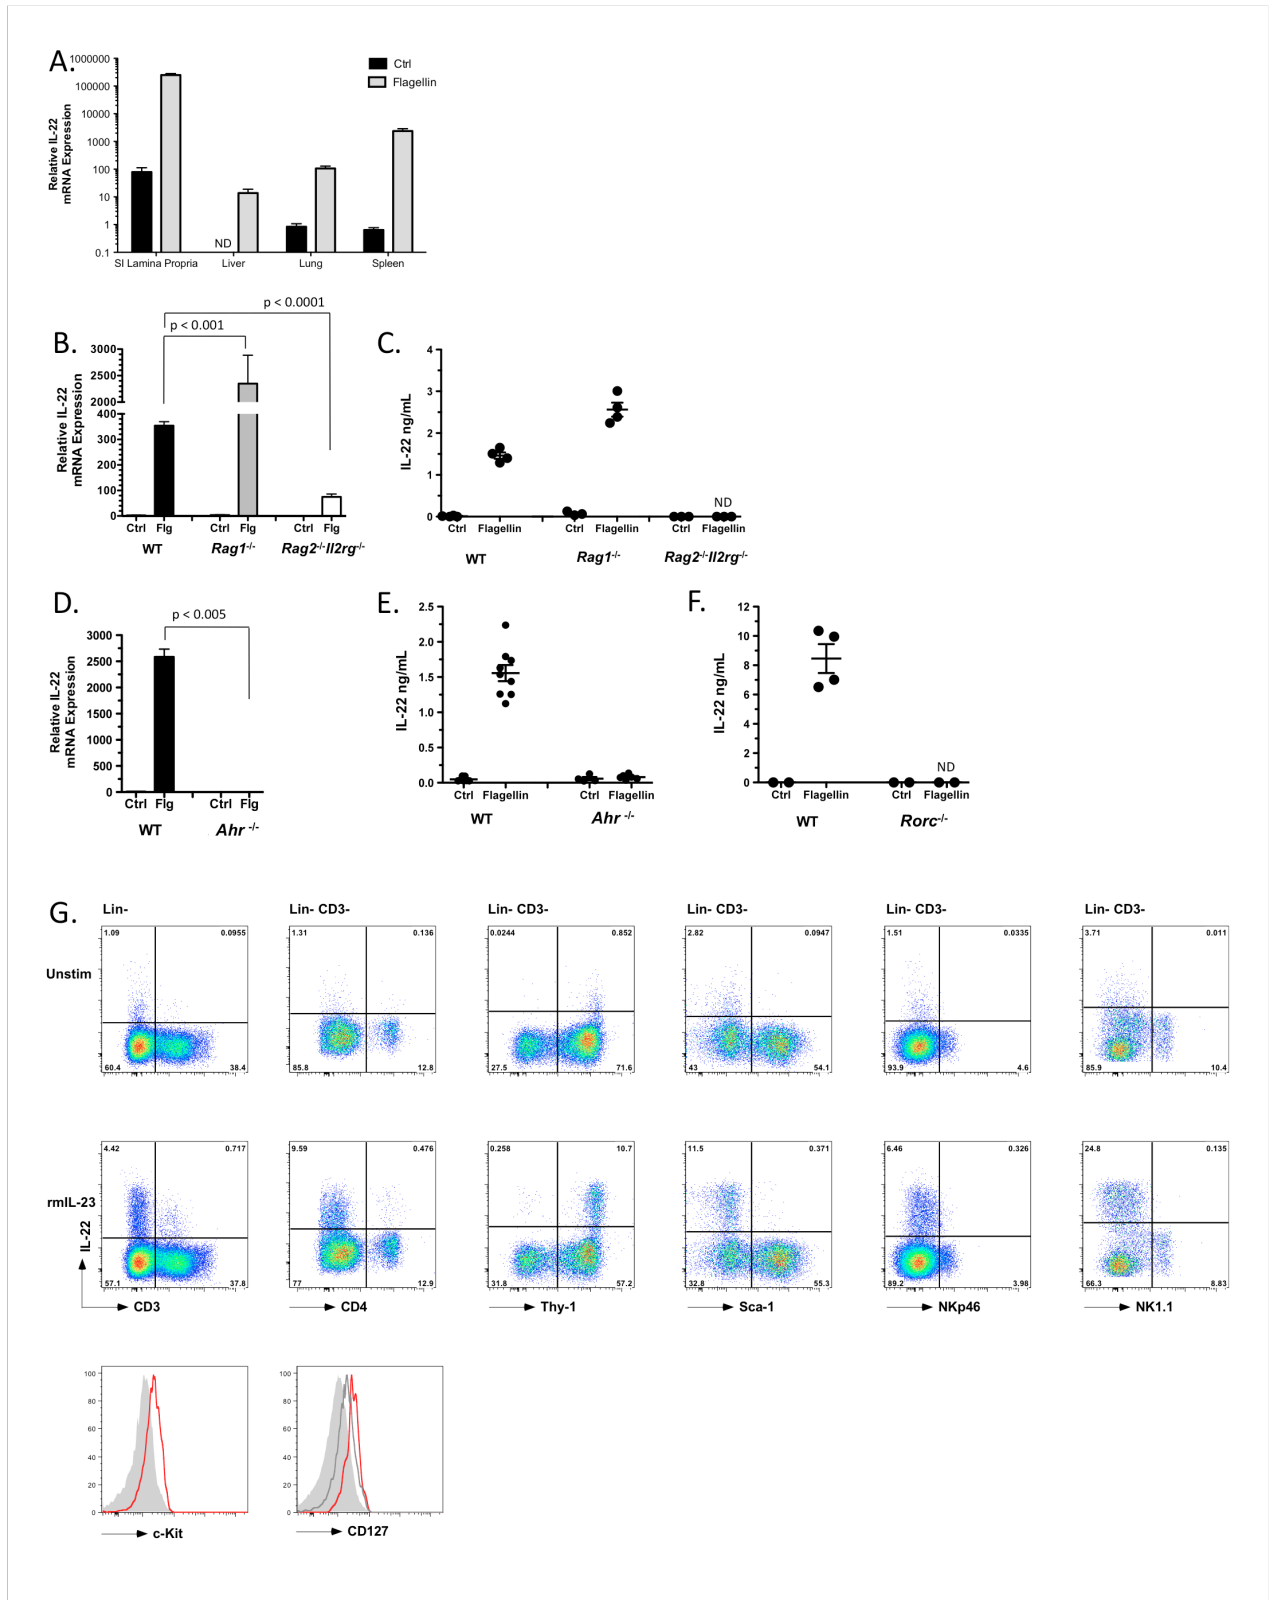 A.
1000000
100000
10000
1000
100
10
1
0.1
Relative IL-22
mRNA Expression
Ctrl
Flagellin
ND
SI Lamina Propria Liver Lung Spleen
B.
p < 0.0001
p < 0.001
3000
2500
2000
400
300
200
100
0
Relative IL-22
mRNA Expression
Ctrl Flg Ctrl Flg Ctrl Flg
WT Rag1-/- Rag2-/-Il2rg-/-
C.
4
3
2
1
0
IL-22 ng/mL
ND
Ctrl Flagellin Ctrl Flagellin Ctrl Flagellin
WT Rag1-/- Rag2-/-Il2rg-/-
D.
p < 0.005
3000
2500
2000
1500
1000
500
0
Relative IL-22
mRNA Expression
Ctrl Flg Ctrl Flg
WT Ahr -/-
E.
2.5
2.0
1.5
1.0
0.5
0.0
IL-22 ng/mL
Ctrl Flagellin Ctrl Flagellin
WT Ahr -/-
F.
12
10
8
6
4
2
0
IL-22 ng/mL
ND
Ctrl Flagellin Ctrl Flagellin
WT Rorc-/-
G.
Lin- Lin- CD3- Lin- CD3- Lin- CD3- Lin- CD3- Lin- CD3-
Unstim
1.09 0.0955 1.31 0.136 0.0244 0.852 2.82 0.0947 1.51 0.0335 3.71 0.011
60.4 38.4 85.8 12.8 27.5 71.6 43 54.1 93.9 4.6 85.9 10.4
rmIL-23
4.42 0.717 9.59 0.476 0.258 10.7 11.5 0.371 6.46 0.326 24.8 0.135
57.1 37.8 77 12.9 31.8 57.2 32.8 55.3 89.2 3.98 66.3 8.83
IL-22
CD3 CD4 Thy-1 Sca-1 NKp46 NK1.1
100
80
60
40
20
0
c-Kit
100
80
60
40
20
0
CD127